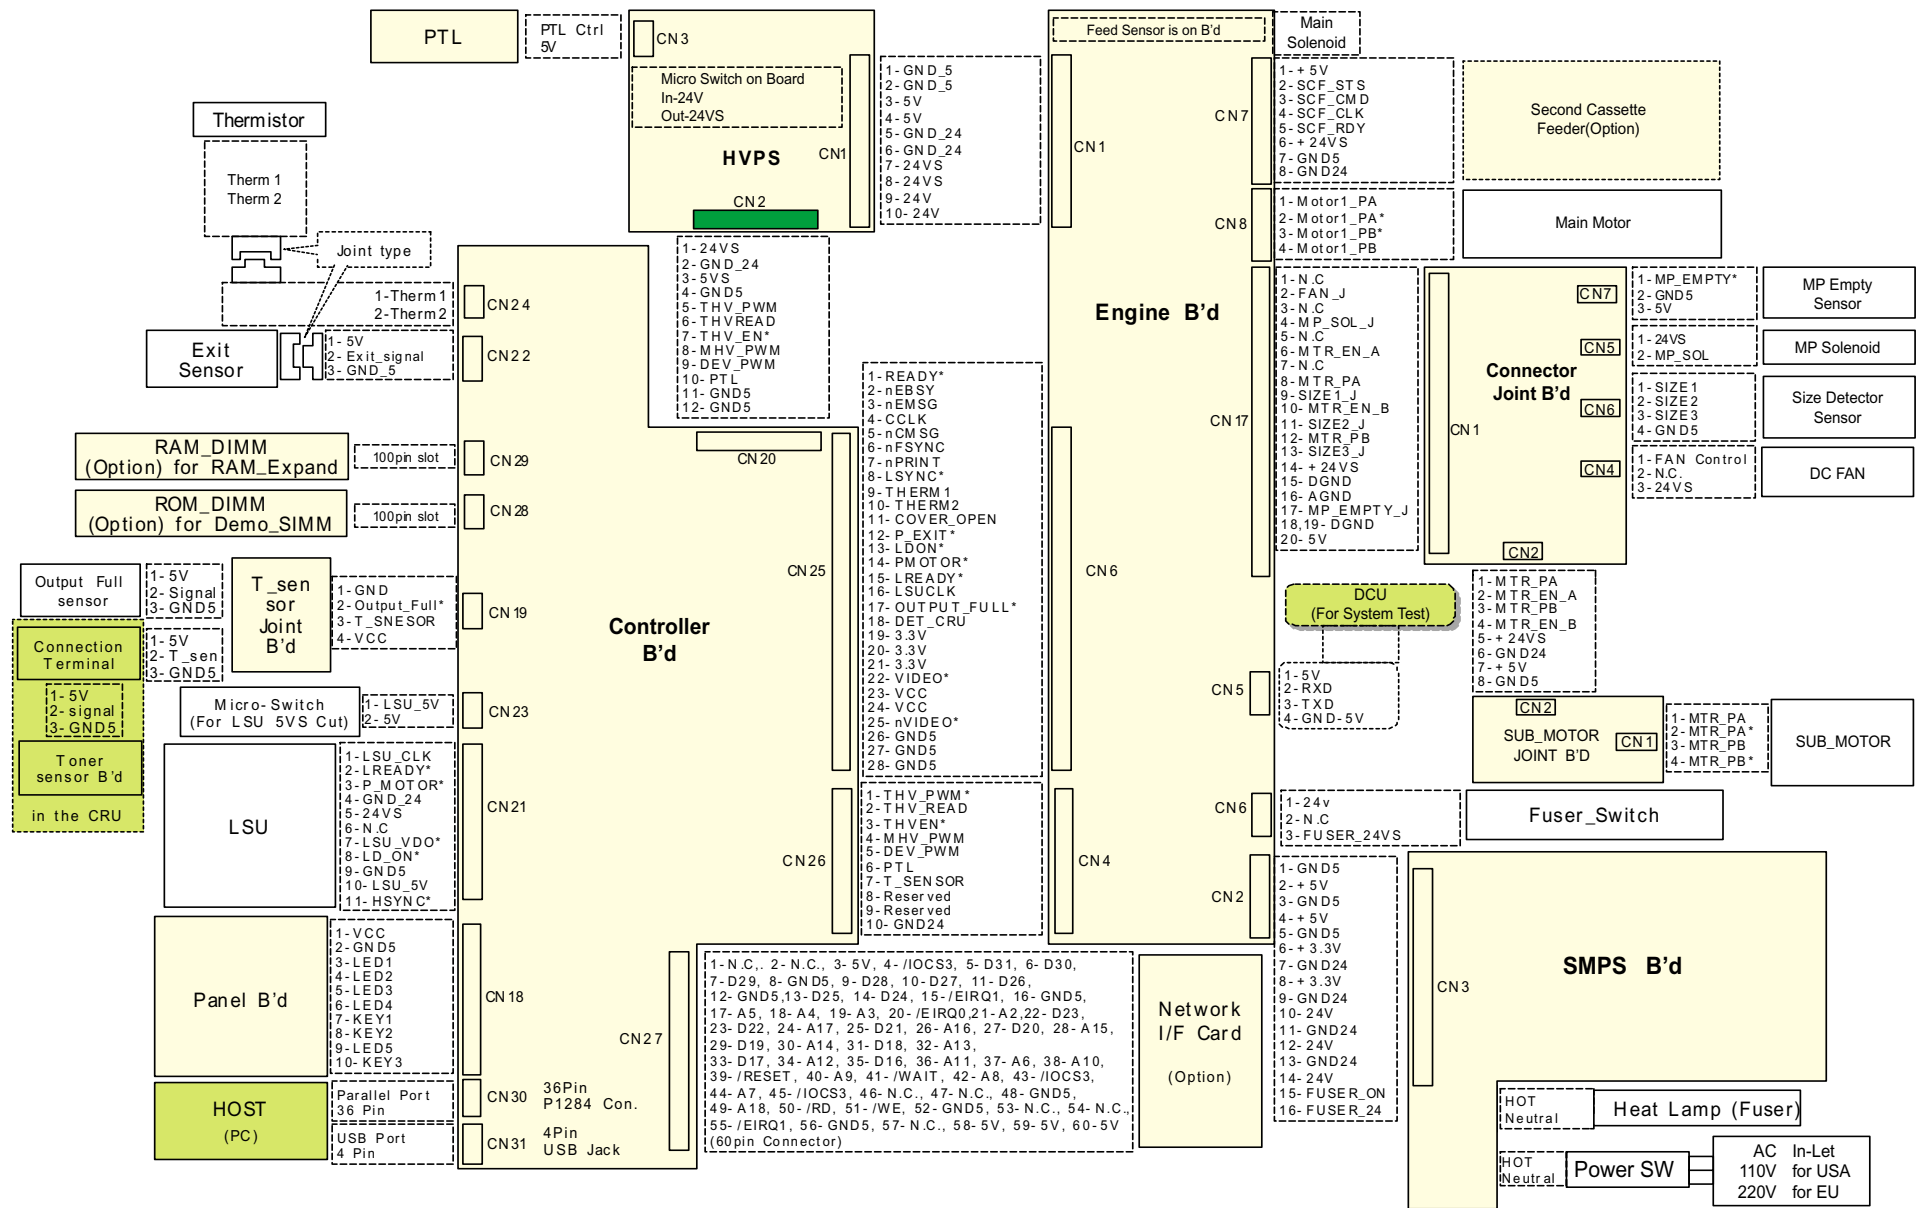 PTL
PTL Ctrl
5V
CN3
Micro Switch on Board
In-24V
Out-24VS
HVPS
CN1
CN2
1-GND_5
2-GND_5
3-5V
4-5V
5-GND_24
6-GND_24
7-24VS
8-24VS
9-24V
10-24V
Feed Sensor is on B'd
Main
Solenoid
CN1
CN7
1-+5V
2-SCF_STS
3-SCF_CMD
4-SCF_CLK
5-SCF_RDY
6-+24VS
7-GND5
8-GND24
Second Cassette
Feeder(Option)
CN8
1-Motor1_PA
2-Motor1_PA*
3-Motor1_PB*
4-Motor1_PB
Main Motor
Thermistor
Therm 1
Therm 2
Joint type
1-Therm1
2-Therm2
CN24
Exit
Sensor
1-5V
2-Exit_signal
3-GND_5
CN22
1-24VS
2-GND_24
3-5VS
4-GND5
5-THV_PWM
6-THVREAD
7-THV_EN*
8-MHV_PWM
9-DEV_PWM
10-PTL
11-GND5
12-GND5
CN20
RAM_DIMM
(Option) for RAM_Expand
100pin slot
CN29
ROM_DIMM
(Option) for Demo_SIMM
100pin slot
CN28
Output Full
sensor
1-5V
2-Signal
3-GND5
T_sen
sor
Joint
B'd
1-GND
2-Output_Full*
3-T_SNESOR
4-VCC
CN19
Connection
Terminal
1-5V
2-T_sen
3-GND5
1-5V
2-signal
3-GND5
Toner
sensor B'd
in the CRU
Micro-Switch
(For LSU 5VS Cut)
1-LSU_5V
2-5V
CN23
LSU
1-LSU_CLK
2-LREADY*
3-P_MOTOR*
4-GND_24
5-24VS
6-N.C
7-LSU_VDO*
8-LD_ON*
9-GND5
10-LSU_5V
11-HSYNC*
CN21
Panel B'd
1-VCC
2-GND5
3-LED1
4-LED2
5-LED3
6-LED4
7-KEY1
8-KEY2
9-LED5
10-KEY3
CN18
HOST
(PC)
Parallel Port
36 Pin
CN30
36Pin
P1284 Con.
USB Port
4 Pin
CN31
4Pin
USB Jack
Controller
B'd
CN25
1-READY*
2-nEBSY
3-nEMSG
4-CCLK
5-nCMSG
6-nFSYNC
7-nPRINT
8-LSYNC*
9-THERM1
10-THERM2
11-COVER_OPEN
12-P_EXIT*
13-LDON*
14-PMOTOR*
15-LREADY*
16-LSUCLK
17-OUTPUT_FULL*
18-DET_CRU
19-3.3V
20-3.3V
21-3.3V
22-VIDEO*
23-VCC
24-VCC
25-nVIDEO*
26-GND5
27-GND5
28-GND5
CN26
1-THV_PWM*
2-THV_READ
3-THVEN*
4-MHV_PWM
5-DEV_PWM
6-PTL
7-T_SENSOR
8-Reserved
9-Reserved
10-GND24
CN27
1-N.C,. 2-N.C., 3-5V, 4-/IOCS3, 5-D31, 6-D30,
7-D29, 8-GND5, 9-D28, 10-D27, 11-D26,
12-GND5,13-D25, 14-D24, 15-/EIRQ1, 16-GND5,
17-A5, 18-A4, 19-A3, 20-/EIRQ0,21-A2,22-D23,
23-D22, 24-A17, 25-D21, 26-A16, 27-D20, 28-A15,
29-D19, 30-A14, 31-D18, 32-A13,
33-D17, 34-A12, 35-D16, 36-A11, 37-A6, 38-A10,
39-/RESET, 40-A9, 41-/WAIT, 42-A8, 43-/IOCS3,
44-A7, 45-/IOCS3, 46-N.C., 47-N.C., 48-GND5,
49-A18, 50-/RD, 51-/WE, 52-GND5, 53-N.C., 54-N.C.,
55-/EIRQ1, 56-GND5, 57-N.C., 58-5V, 59-5V, 60-5V
(60pin Connector)
Network
I/F Card
(Option)
Engine B'd
CN6
CN4
CN17
1-N.C
2-FAN_J
3-N.C
4-MP_SOL_J
5-N.C
6-MTR_EN_A
7-N.C
8-MTR_PA
9-SIZE1_J
10-MTR_EN_B
11-SIZE2_J
12-MTR_PB
13-SIZE3_J
14-+24VS
15-DGND
16-AGND
17-MP_EMPTY_J
18,19-DGND
20-5V
CN1
Connector
Joint B'd
CN7
1-MP_EMPTY*
2-GND5
3-5V
MP Empty
Sensor
CN5
1-24VS
2-MP_SOL
MP Solenoid
CN6
1-SIZE1
2-SIZE2
3-SIZE3
4-GND5
Size Detector
Sensor
CN4
1-FAN Control
2-N.C.
3-24VS
DC FAN
CN2
1-MTR_PA
2-MTR_EN_A
3-MTR_PB
4-MTR_EN_B
5-+24VS
6-GND24
7-+5V
8-GND5
DCU
(For System Test)
CN5
1-5V
2-RXD
3-TXD
4-GND-5V
CN2
SUB_MOTOR
JOINT B'D
CN1
1-MTR_PA
2-MTR_PA*
3-MTR_PB
4-MTR_PB*
SUB_MOTOR
CN6
1-24v
2-N.C
3-FUSER_24VS
Fuser_Switch
CN2
1-GND5
2-+5V
3-GND5
4-+5V
5-GND5
6-+3.3V
7-GND24
8-+3.3V
9-GND24
10-24V
11-GND24
12-24V
13-GND24
14-24V
15-FUSER_ON
16-FUSER_24
CN3
SMPS B'd
HOT
Neutral
Heat Lamp (Fuser)
HOT
Neutral
Power SW
AC In-Let
110V for USA
220V for EU